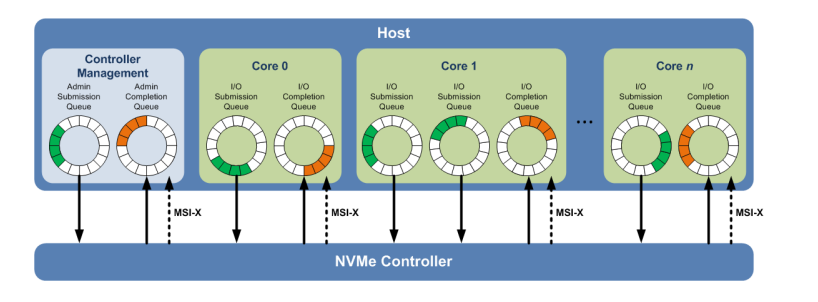 Host
Controller
Management
Admin
Submission
Queue
Admin
Completion
Queue
Core 0
I/O
Submission
Queue
I/O
Completion
Queue
Core 1
I/O
Submission
Queue
I/O
Submission
Queue
I/O
Completion
Queue
...
Core n
I/O
Submission
Queue
I/O
Completion
Queue
MSI-X
MSI-X
MSI-X
MSI-X
NVMe Controller